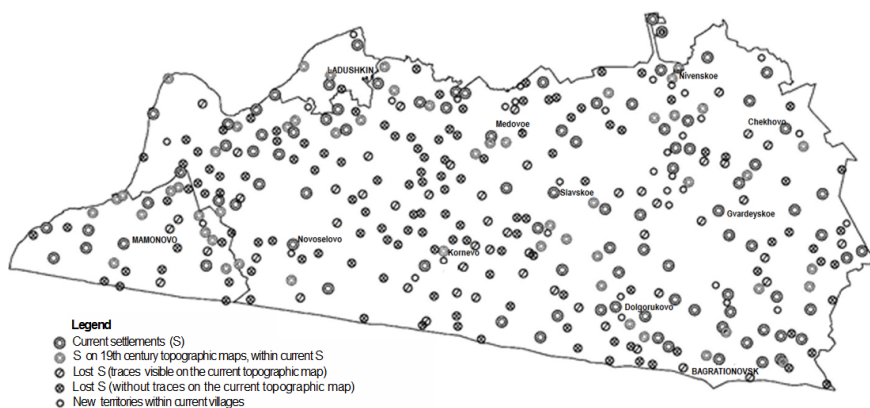 LADUSHKIN
Nivenskoe
Medovoe
Chekhovo
Slavskoe
Gvardeyskoe
MAMONOVO
Novoselovo
Kornevo
Dolgorukovo
BAGRATIONOVSK
Legend
Current settlements (S)
S on 19th century topographic maps, within current S
Lost S (traces visible on the current topographic map)
Lost S (without traces on the current topographic map)
New territories within current villages